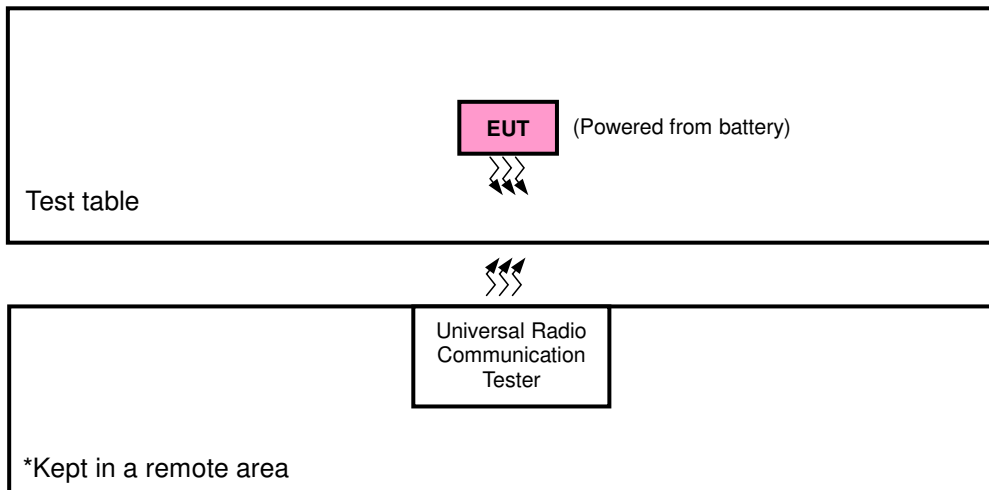 EUT
(Powered from battery)
Test table
Universal Radio
Communication
Tester
*Kept in a remote area